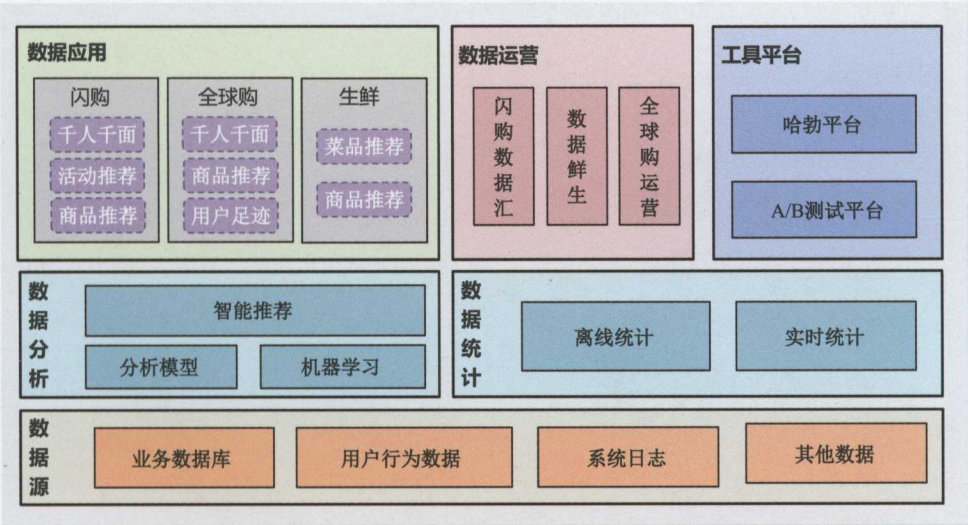 数据应用
闪购
千人千面
活动推荐
商品推荐
全球购
千人千面
商品推荐
用户足迹
生鲜
菜品推荐
商品推荐
数据运营
闪购数据汇
数据鲜生
全球购运营
工具平台
哈勃平台
A/B测试平台
数据分析
智能推荐
分析模型
机器学习
数据统计
离线统计
实时统计
数据源
业务数据库
用户行为数据
系统日志
其他数据